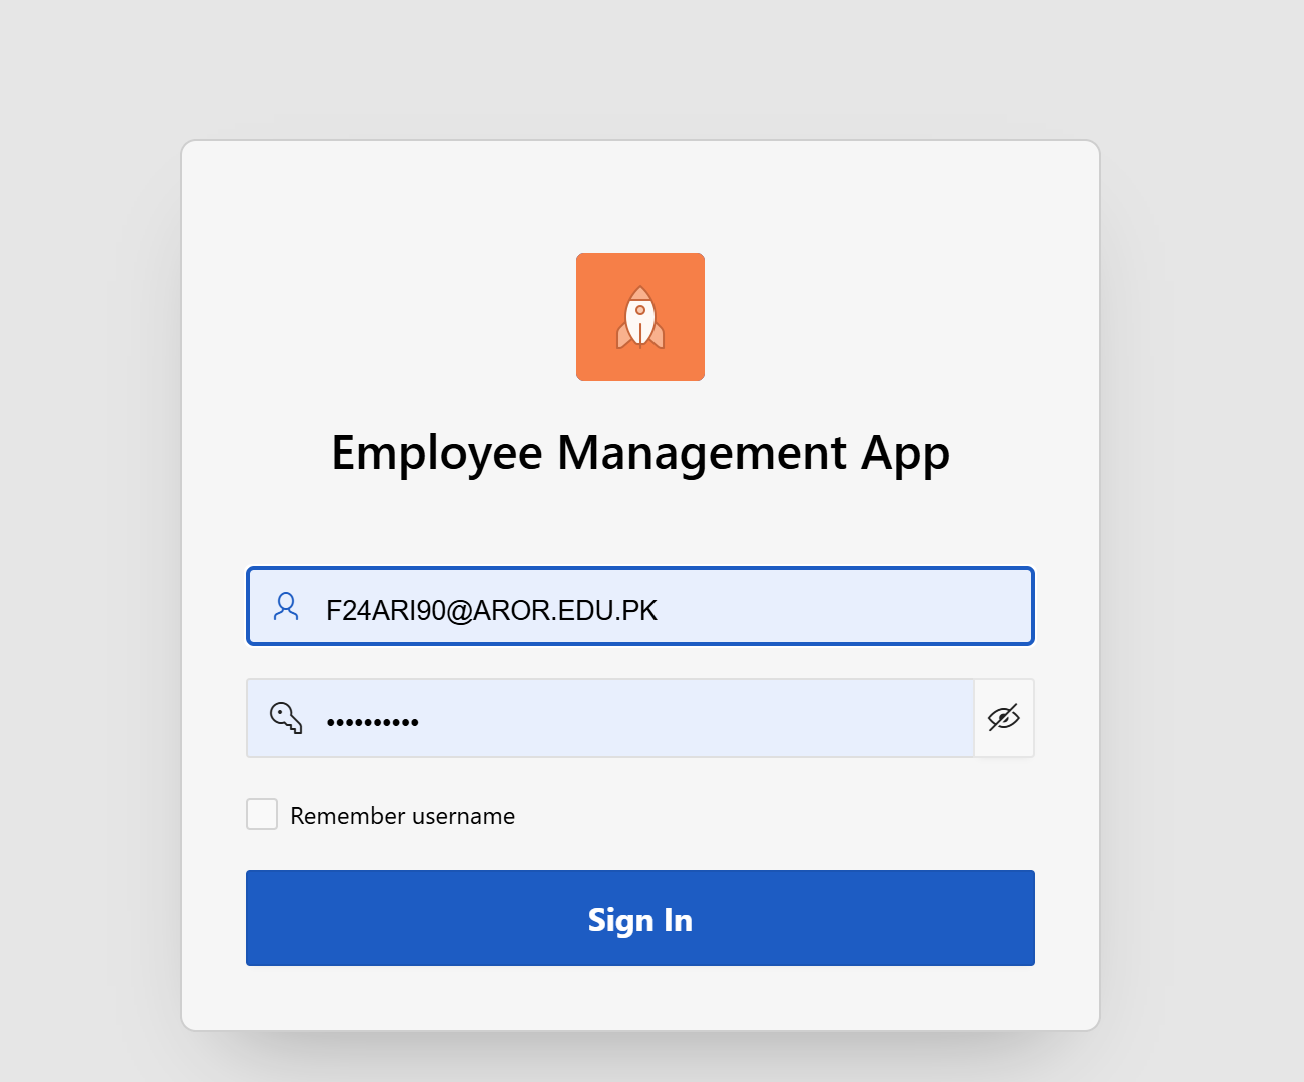 Employee Management App
F24ARI90@AROR.EDU.PK
••••••••••
Remember username
Sign In